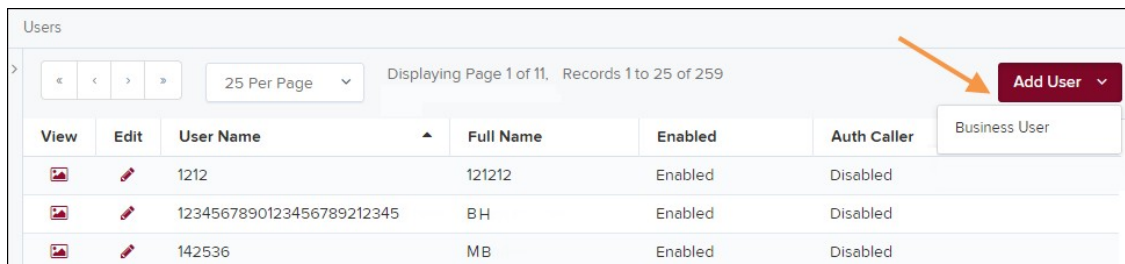 Users
25 Per Page
Displaying Page 1 of 11, Records 1 to 25 of 259
Add User
Business User
View Edit User Name Full Name Enabled Auth Caller
1212 121212 Enabled Disabled
1234567890123456789212345 BH Enabled Disabled
142536 MB Enabled Disabled